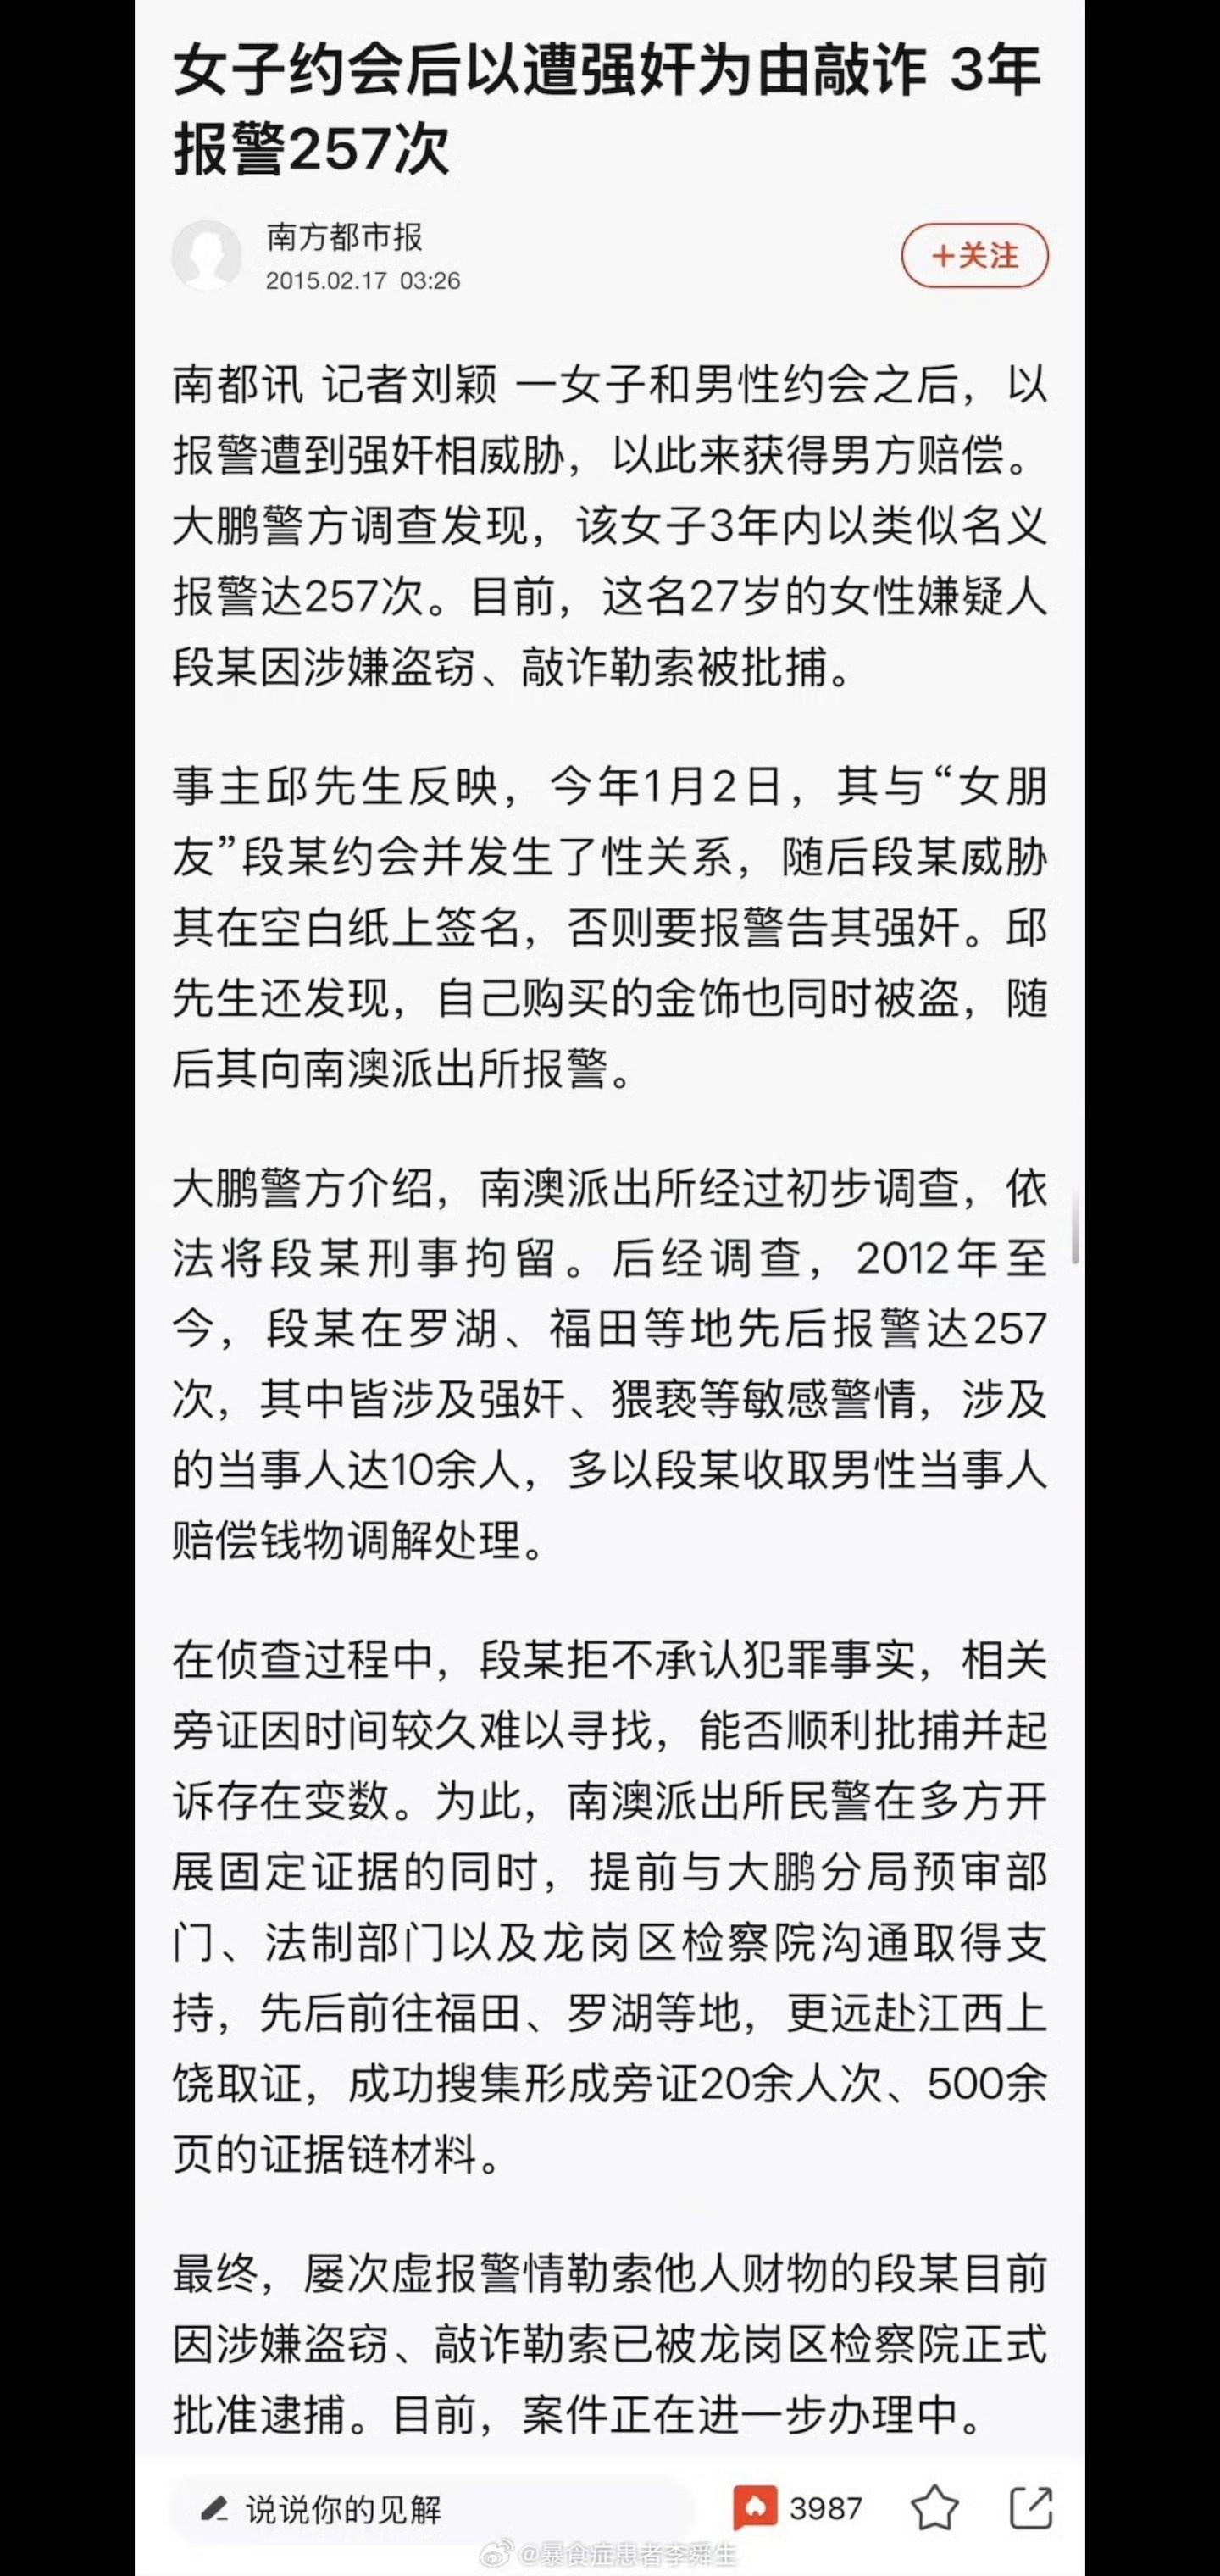 女子约会后以遭强奸为由敲诈 3年
报警257次
南方都市报
2015.02.17 03:26
+关注
南都讯 记者刘颖 一女子和男性约会之后，以
报警遭到强奸相威胁，以此来获得男方赔偿。
大鹏警方调查发现，该女子3年内以类似名义
报警达257次。目前，这名27岁的女性嫌疑人
段某因涉嫌盗窃、敲诈勒索被批捕。
事主邱先生反映，今年1月2日，其与“女朋
友”段某约会并发生了性关系，随后段某威胁
其在空白纸上签名，否则要报警告其强奸。邱
先生还发现，自己购买的金饰也同时被盗，随
后其向南澳派出所报警。
大鹏警方介绍，南澳派出所经过初步调查，依
法将段某刑事拘留。后经调查，2012年至
今，段某在罗湖、福田等地先后报警达257
次，其中皆涉及强奸、猥亵等敏感警情，涉及
的当事人达10余人，多以段某收取男性当事人
赔偿钱物调解处理。
在侦查过程中，段某拒不承认犯罪事实，相关
旁证因时间较久难以寻找，能否顺利批捕并起
诉存在变数。为此，南澳派出所民警在多方开
展固定证据的同时，提前与大鹏分局预审部
门、法制部门以及龙岗区检察院沟通取得支
持，先后前往福田、罗湖等地，更远赴江西上
饶取证，成功搜集形成旁证20余人次、500余
页的证据链材料。
最终，屡次虚报警情勒索他人财物的段某目前
因涉嫌盗窃、敲诈勒索已被龙岗区检察院正式
批准逮捕。目前，案件正在进一步办理中。
说说你的见解
3987
@暴食症患者李舜生